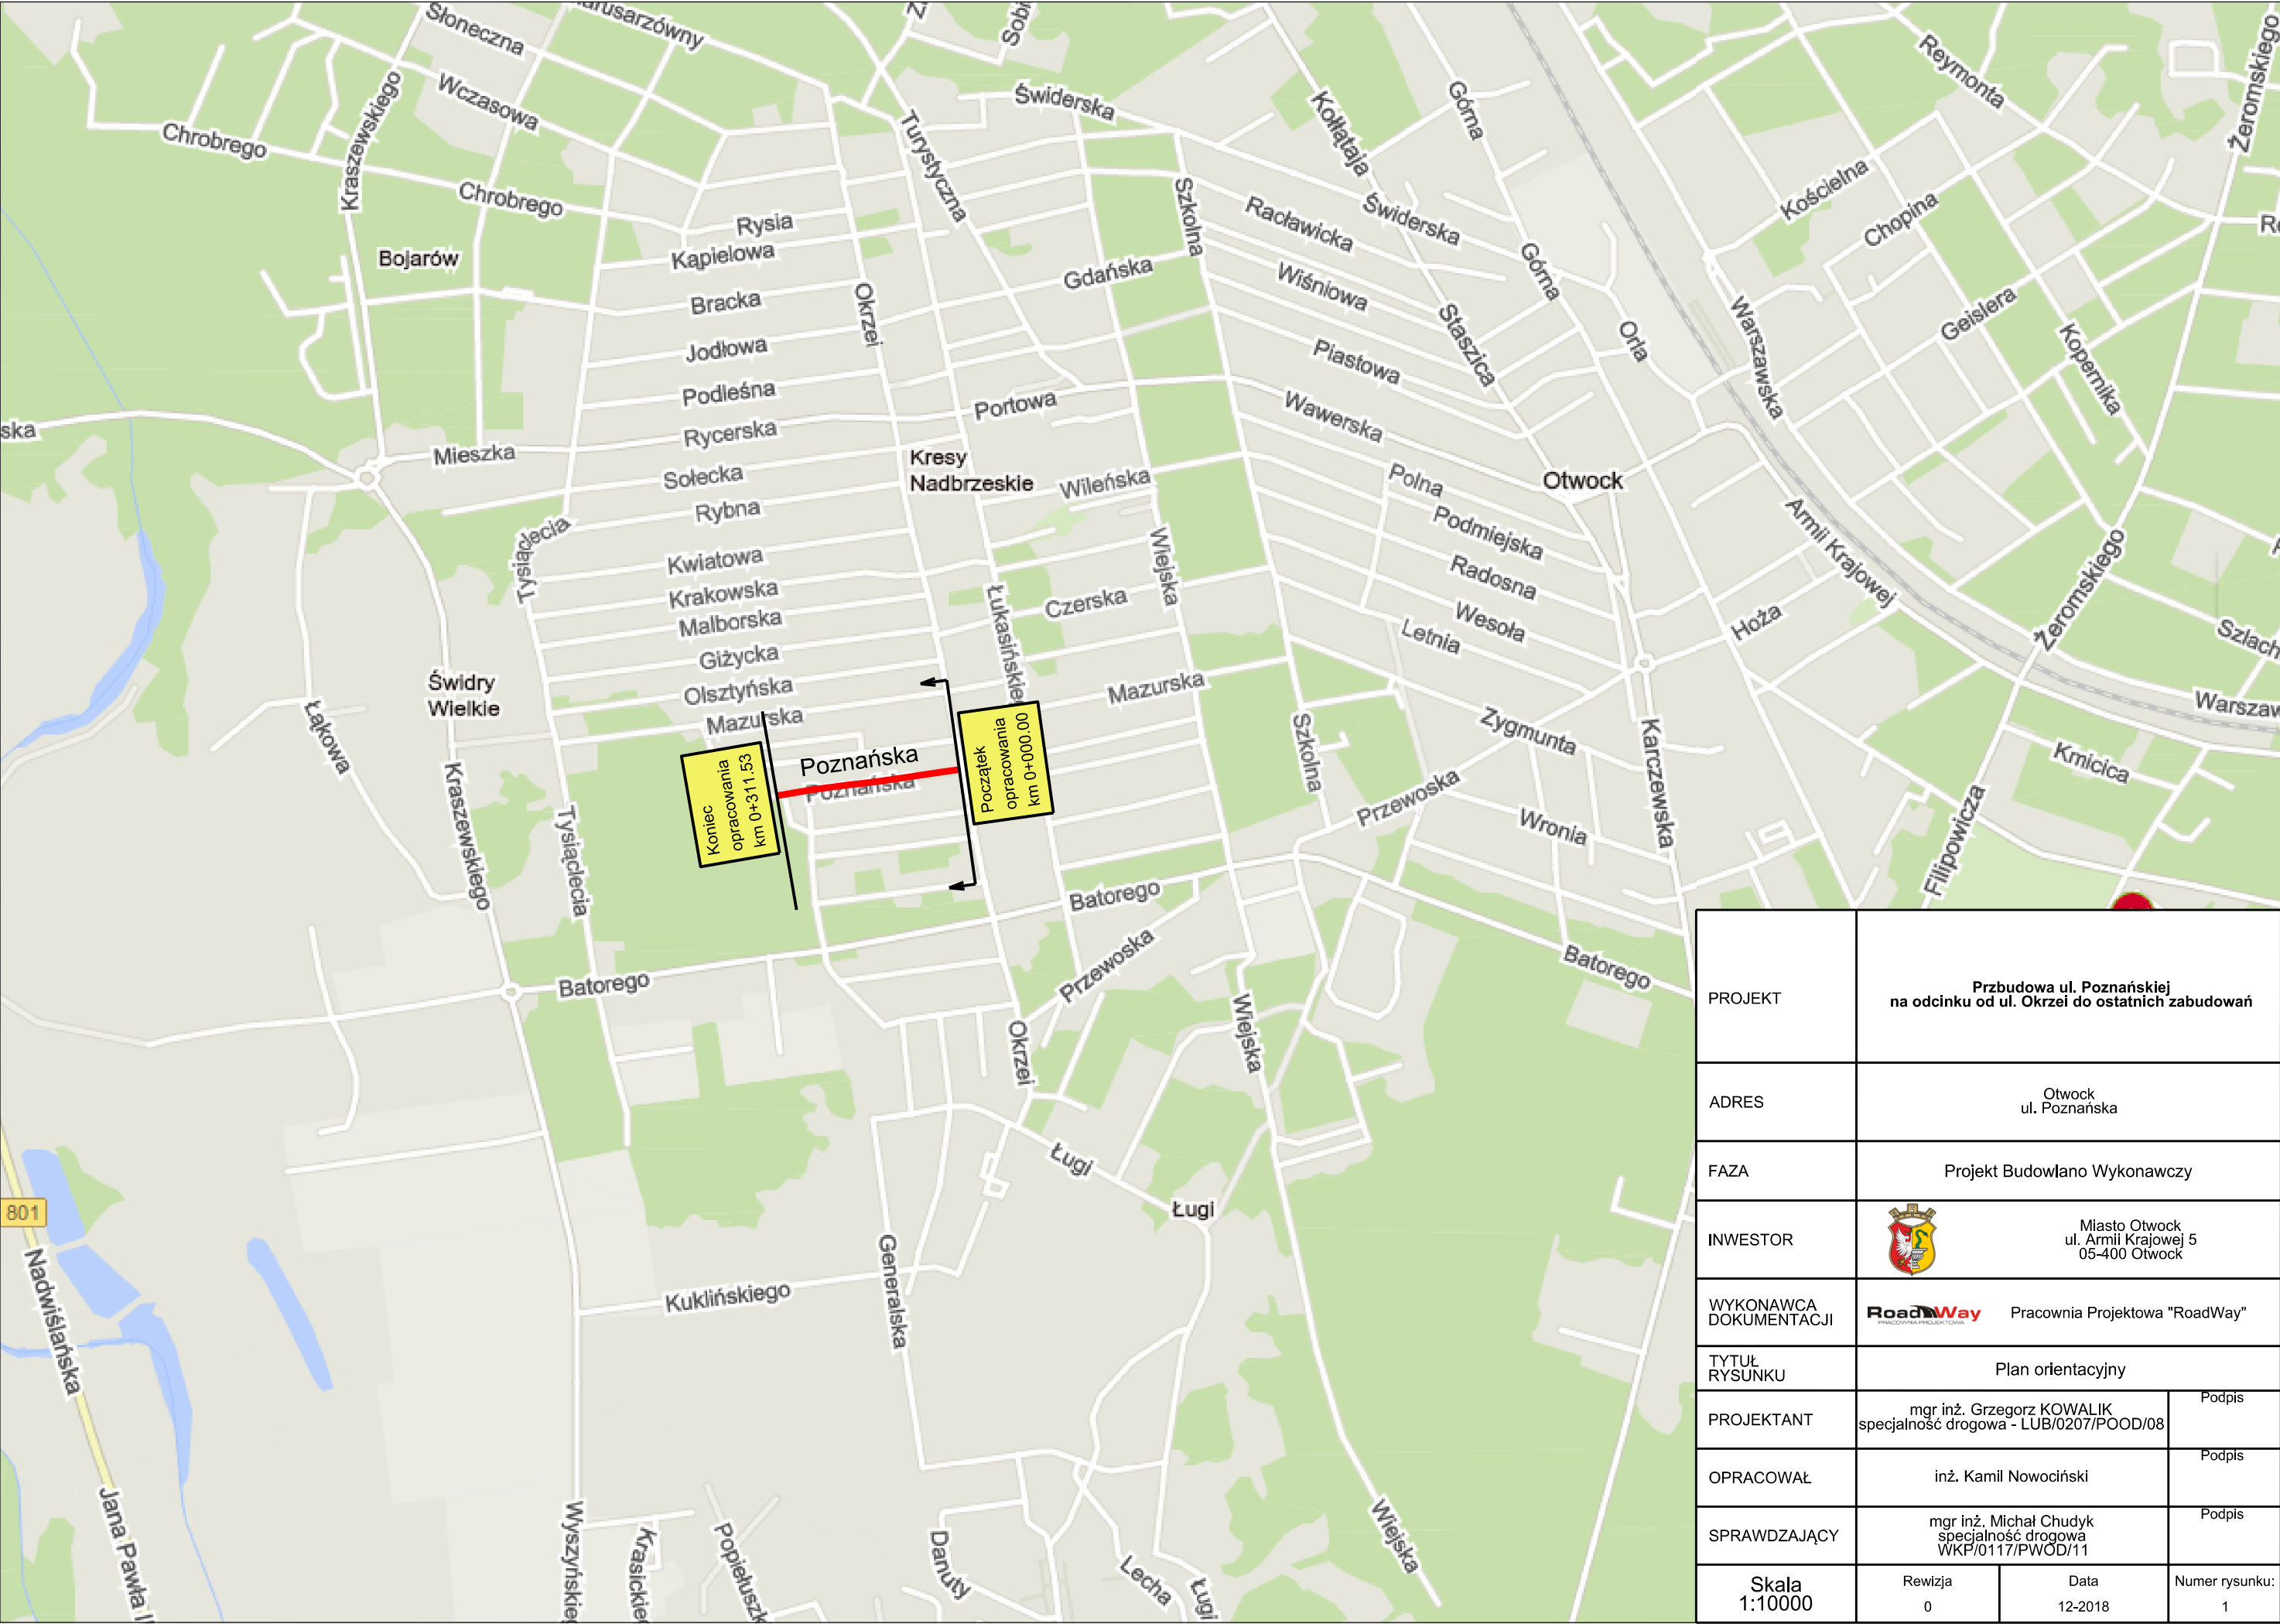 Słoneczna
Wczasowa
Kraszewskiego
Chrobrego
Chrobrego
Bojarów
Rysia
Kąpielowa
Bracka
Jodłowa
Podleśna
Rycerska
Sołecka
Rybna
Kwiatowa
Krakowska
Malborska
Giżycka
Olsztyńska
Mazurska
Okrzei
Turystyczna
Świderska
Gdańska
Portowa
Kresy
Nadbrzeskie
Wileńska
Szkolna
Kołłątaja
Górna
Racławicka
Świderska
Wiśniowa
Górna
Piastowa
Staszica
Orla
Wawerska
Polna
Otwock
Podmiejska
Radosna
Wesoła
Letnia
Hoża
Reymonta
Żeromskiego
Kościelna
Chopina
Warszawska
Geislera
Kopernika
Armii Krajowej
Żeromskiego
Kmicica
Filipowicza
ska
Mieszka
Tysiąclecia
Świdry
Wielkie
Łąkowa
Kraszewskiego
Tysiąclecia
Łukasińskie
Czerska
Wiejska
Mazurska
Szkolna
Zygmunta
Karczewska
Przewoska
Wronia
Koniec
opracowania
km 0+311.53
Poznańska
Poznańska
Początek
opracowania
km 0+000.00
Batorego
Batorego
Batorego
Przewoska
Okrzei
Wiejska
Ługi
Ługi
801
Nadwiślańska
Kuklińskiego
Generalska
Jana Pawła I
Wyszyńskie
Krasickie
Popiełuszk
Danuty
Lecha
Ługi
Wiejska
PROJEKT
Przbudowa ul. Poznańskiej
na odcinku od ul. Okrzei do ostatnich zabudowań
ADRES
Otwock
ul. Poznańska
FAZA
Projekt Budowlano Wykonawczy
INWESTOR
Miasto Otwock
ul. Armii Krajowej 5
05-400 Otwock
WYKONAWCA
DOKUMENTACJI
RoadWay
PRACOWNIA PROJEKTOWA
Pracownia Projektowa "RoadWay"
TYTUŁ
RYSUNKU
Plan orientacyjny
PROJEKTANT
mgr inż. Grzegorz KOWALIK
specjalność drogowa - LUB/0207/POOD/08
Podpis
OPRACOWAŁ
inż. Kamil Nowociński
Podpis
SPRAWDZAJĄCY
mgr inż. Michał Chudyk
specjalność drogowa
WKP/0117/PWOD/11
Podpis
Skala
1:10000
Rewizja
0
Data
12-2018
Numer rysunku:
1